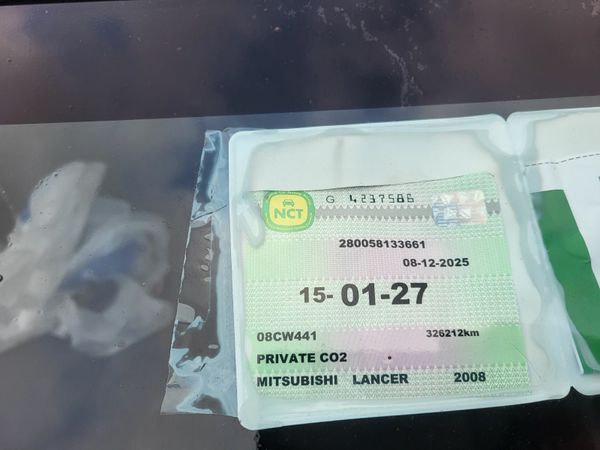 NCT G 4237586
280058133661
08-12-2025
15-01-27
08CW441 326212km
PRIVATE CO2
MITSUBISHI LANCER 2008